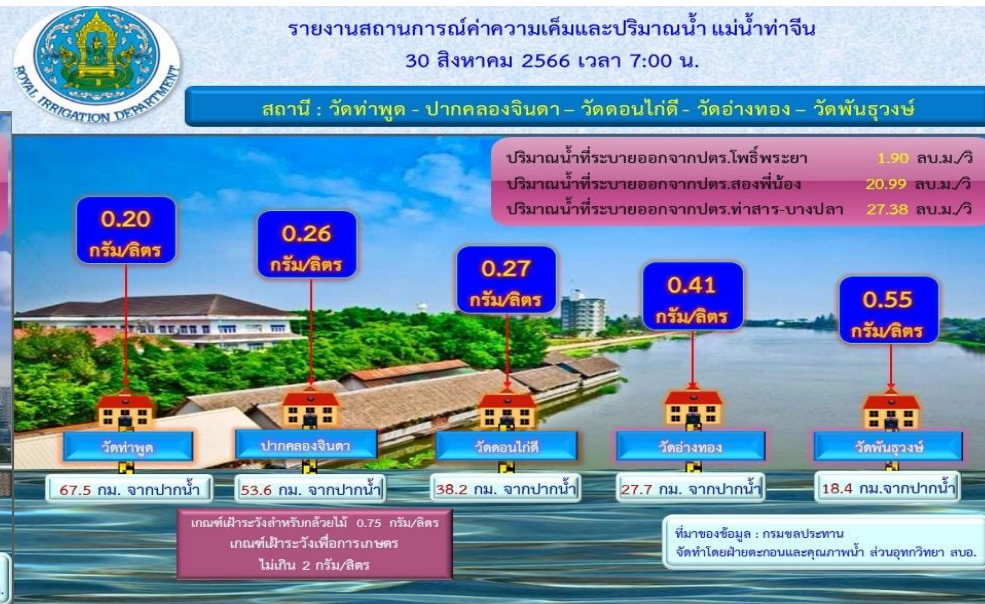 รายงานสถานการณ์ค่าความเค็มและปริมาณน้ำ แม่น้ำท่าจีน
30 สิงหาคม 2566 เวลา 7:00 น.
ROYAL IRRIGATION DEPARTMENT
สถานี : วัดท่าพูด - ปากคลองจินดา – วัดดอนไก่ดี - วัดอ่างทอง – วัดพันธุวงษ์
ปริมาณน้ำที่ระบายออกจากปตร.โพธิ์พระยา 1.90 ลบ.ม./วิ
ปริมาณน้ำที่ระบายออกจากปตร.สองพี่น้อง 20.99 ลบ.ม./วิ
ปริมาณน้ำที่ระบายออกจากปตร.ท่าสาร-บางปลา 27.38 ลบ.ม./วิ
0.20
กรัม/ลิตร
0.26
กรัม/ลิตร
0.27
กรัม/ลิตร
0.41
กรัม/ลิตร
0.55
กรัม/ลิตร
วัดท่าพูด
ปากคลองจินดา
วัดดอนไก่ดี
วัดอ่างทอง
วัดพันธุวงษ์
67.5 กม. จากปากน้ำ
53.6 กม. จากปากน้ำ
38.2 กม. จากปากน้ำ
27.7 กม. จากปากน้ำ
18.4 กม.จากปากน้ำ
เกณฑ์เฝ้าระวังสำหรับกล้วยไม้ 0.75 กรัม/ลิตร
เกณฑ์เฝ้าระวังเพื่อการเกษตร
ไม่เกิน 2 กรัม/ลิตร
ที่มาของข้อมูล : กรมชลประทาน
จัดทำโดยฝ่ายตะกอนและคุณภาพน้ำ ส่วนอุทกวิทยา สบอ.